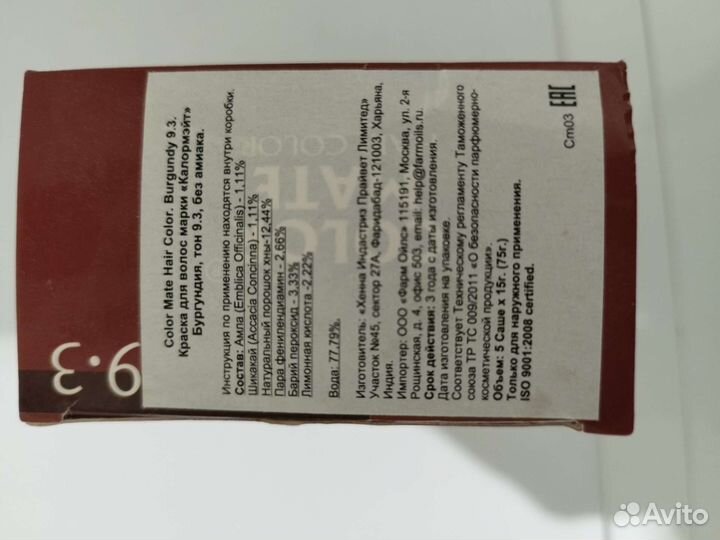 Color Mate Hair Color. Burgundy 9.3.
Краска для волос марки «Калормэйт»
Бургундия, тон 9.3, без амиака.
Инструкция по применению находятся внутри коробки.
Состав: Амла (Emblica Officinalis) - 1,11%
Шикакай (Accacia Concinna) - 1,11%
Натуральный порошок хны-12,44%
Пара фенилендиамин - 2,66%
Барий пероксид - 3,33%
Лимонная кислота -2,22%
Вода: 77,79%.
Изготовитель: «Хенна Индастриз Прайвет Лимитед»
Участок №45, сектор 27А, Фаридабад-121003, Харьяна,
Индия.
Импортер: ООО «Фарм Ойлс» 115191, Москва, ул. 2-я
Рощинская, д. 4, офис 503, email: help@farmoils.ru.
Срок действия: 3 года с даты изготовления.
Дата изготовления на упаковке.
Соответствует Техническому регламенту Таможенного
союза ТР ТС 009/2011 «О безопасности парфюмерно-
косметической продукции».
Объем: 5 Саше х 15г. (75г.)
Только для наружного применения.
ISO 9001:2008 certified.
Cm03
EAC
9.3
Avito